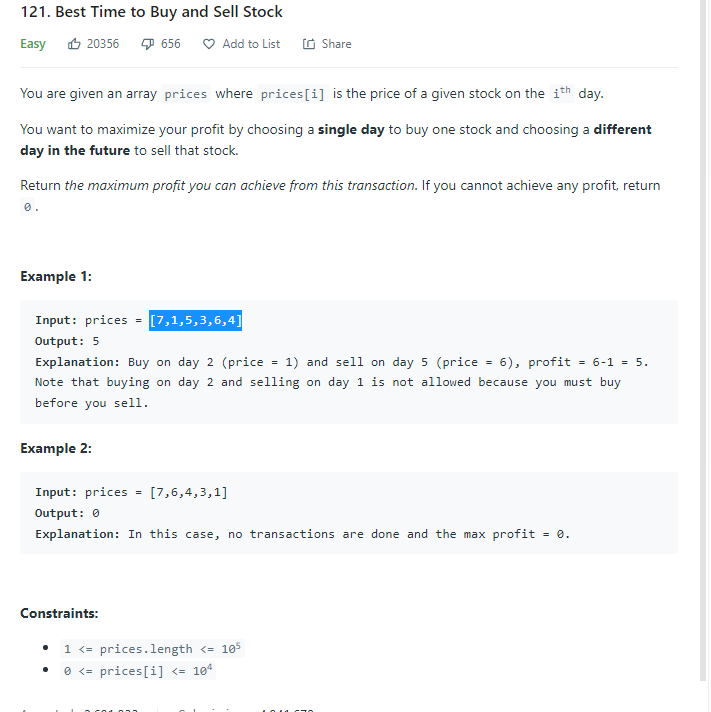 121. Best Time to Buy and Sell Stock
Easy 20356 656 Add to List Share
You are given an array prices where prices[i] is the price of a given stock on the ith day.
You want to maximize your profit by choosing a single day to buy one stock and choosing a different
day in the future to sell that stock.
Return the maximum profit you can achieve from this transaction. If you cannot achieve any profit, return
0.
Example 1:
Input: prices = [7,1,5,3,6,4]
Output: 5
Explanation: Buy on day 2 (price = 1) and sell on day 5 (price = 6), profit = 6-1 = 5.
Note that buying on day 2 and selling on day 1 is not allowed because you must buy
before you sell.
Example 2:
Input: prices = [7,6,4,3,1]
Output: 0
Explanation: In this case, no transactions are done and the max profit = 0.
Constraints:
• 1 <= prices.length <= 10⁵
• 0 <= prices[i] <= 10⁴